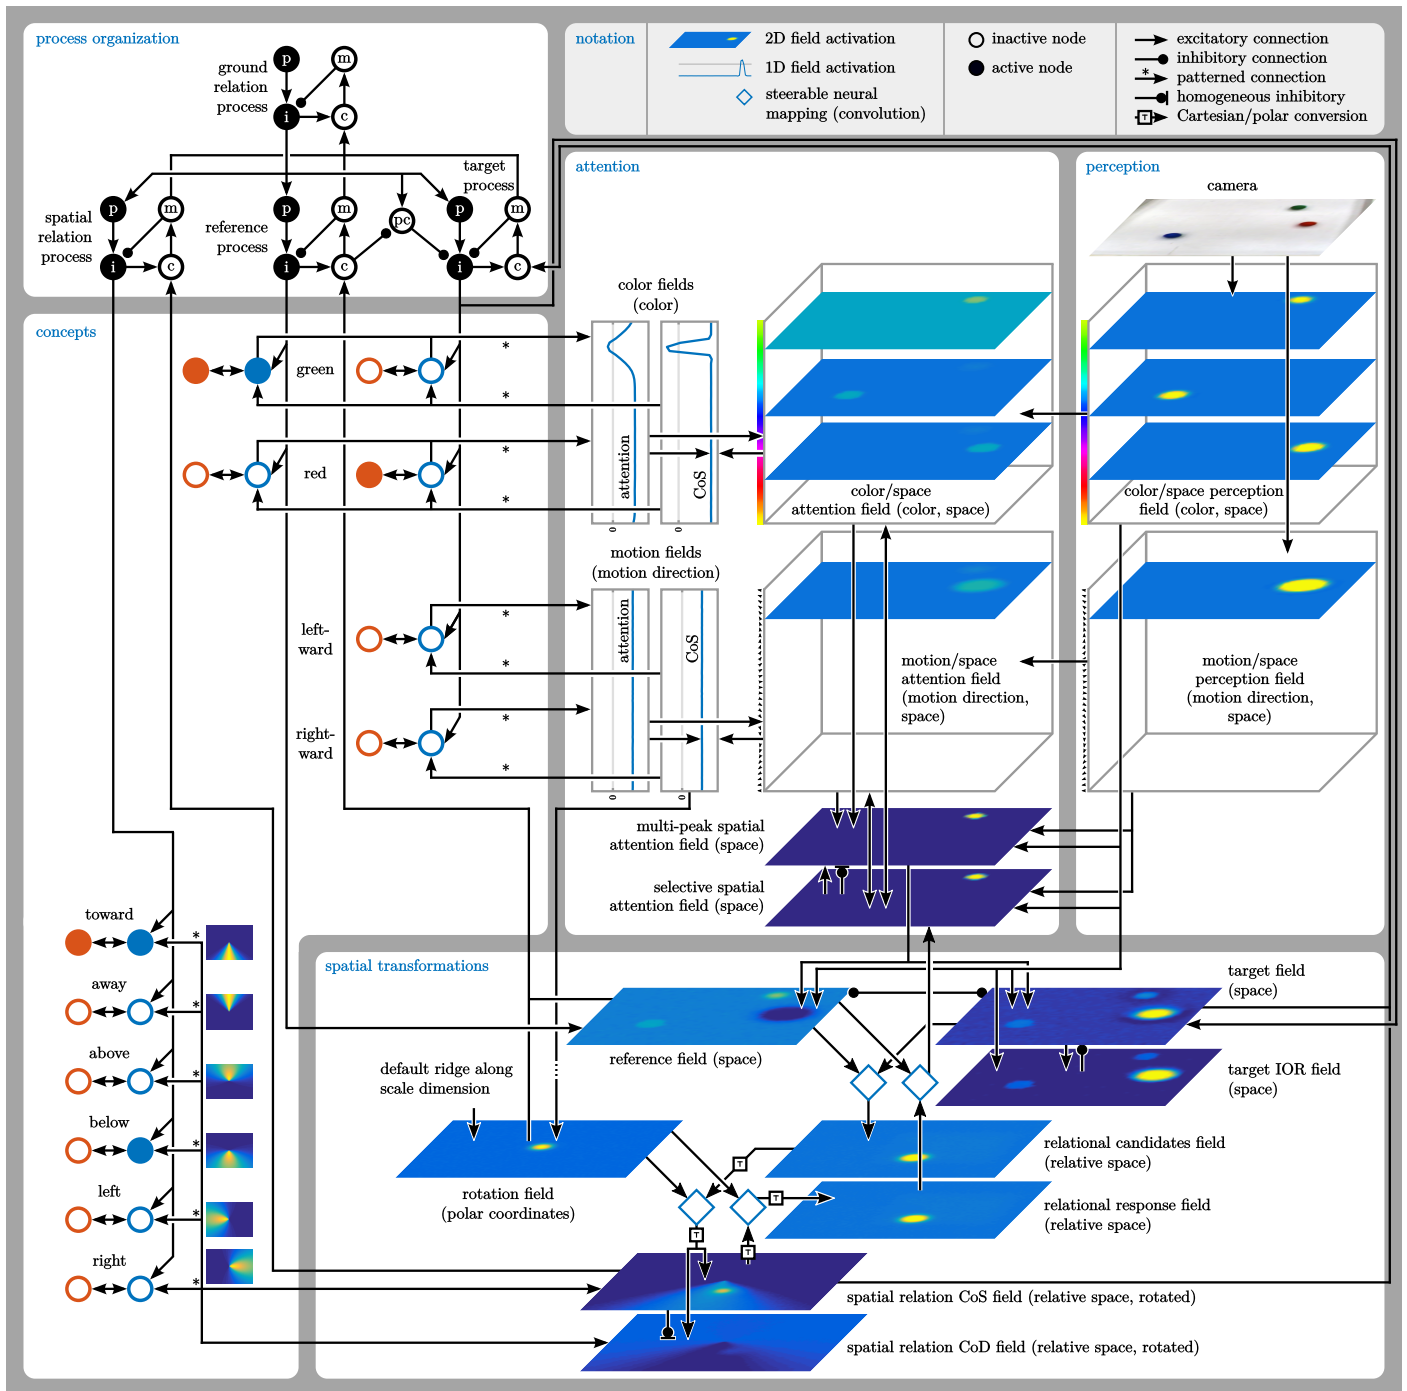 process organization
ground
relation
process
p
m
i
c
target
process
spatial
relation
process
p
m
i
c
reference
process
p
m
i
c
pc
p
m
i
c
notation
2D field activation
1D field activation
steerable neural
mapping (convolution)
inactive node
active node
excitatory connection
inhibitory connection
* patterned connection
homogeneous inhibitory
T Cartesian/polar conversion
concepts
green
*
*
red
*
*
left-
ward
*
*
right-
ward
*
*
toward
*
away
*
above
*
below
*
left
*
right
*
attention
color fields
(color)
attention
CoS
0
0
color/space
attention field (color, space)
motion fields
(motion direction)
attention
CoS
0
0
motion/space
attention field
(motion direction,
space)
multi-peak spatial
attention field (space)
selective spatial
attention field (space)
perception
camera
color/space perception
field (color, space)
motion/space
perception field
(motion direction,
space)
spatial transformations
target field
(space)
reference field (space)
default ridge along
scale dimension
target IOR field
(space)
relational candidates field
(relative space)
T
rotation field
(polar coordinates)
T
relational response field
(relative space)
T
T
spatial relation CoS field (relative space, rotated)
spatial relation CoD field (relative space, rotated)